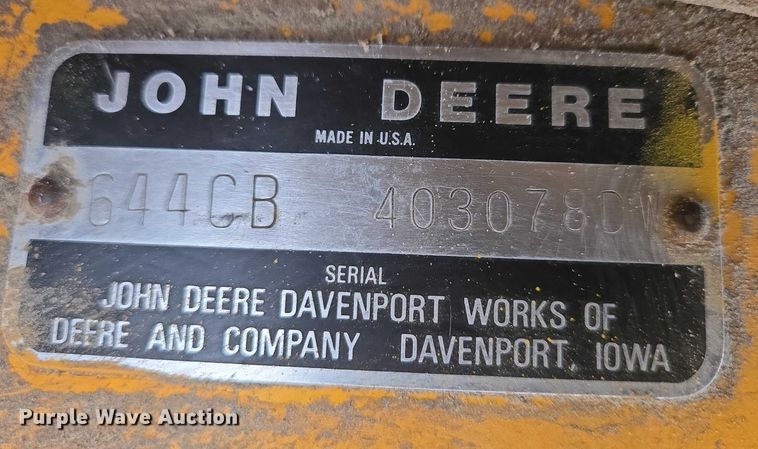 JOHN DEERE
MADE IN U.S.A.
644CB 403078DW
SERIAL
JOHN DEERE DAVENPORT WORKS OF
DEERE AND COMPANY DAVENPORT, IOWA
Purple Wave Auction